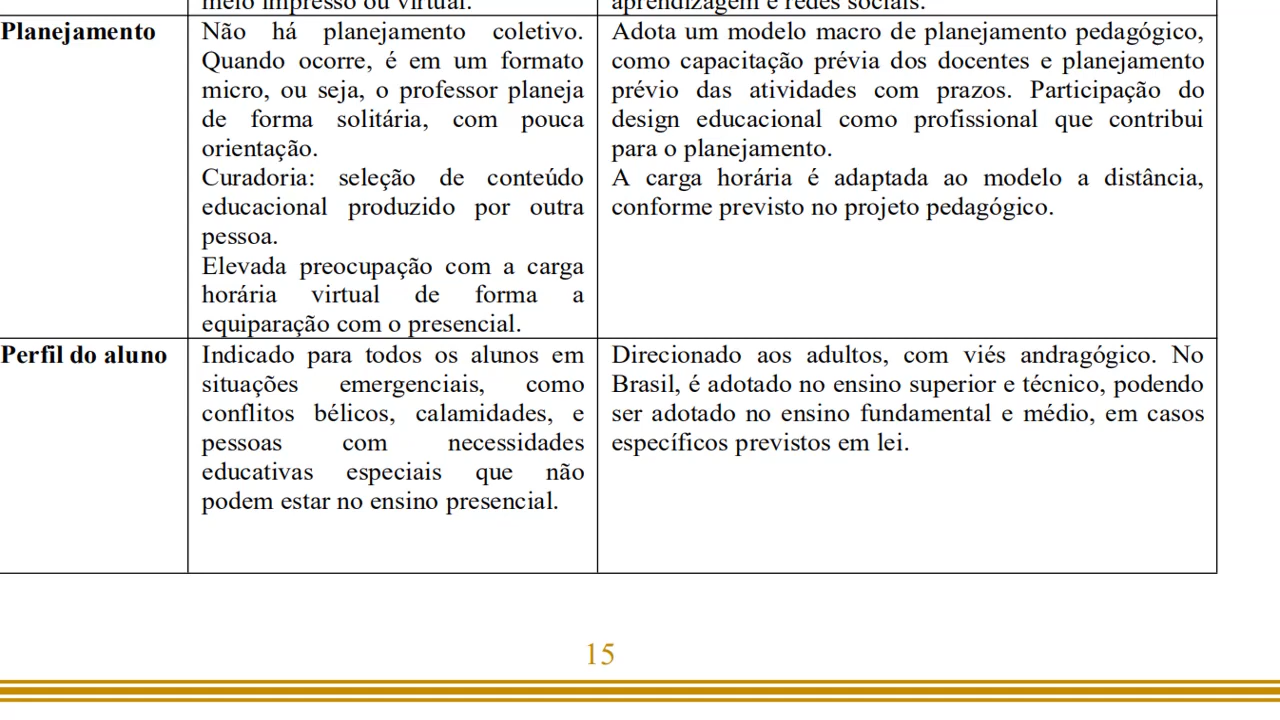 meio impresso ou virtual.
aprendizagem e redes sociais.
Planejamento
Não há planejamento coletivo.
Quando ocorre, é em um formato
micro, ou seja, o professor planeja
de forma solitária, com pouca
orientação.
Curadoria: seleção de conteúdo
educacional produzido por outra
pessoa.
Elevada preocupação com a carga
horária virtual de forma a
equiparação com o presencial.
Adota um modelo macro de planejamento pedagógico,
como capacitação prévia dos docentes e planejamento
prévio das atividades com prazos. Participação do
design educacional como profissional que contribui
para o planejamento.
A carga horária é adaptada ao modelo a distância,
conforme previsto no projeto pedagógico.
Perfil do aluno
Indicado para todos os alunos em
situações emergenciais, como
conflitos bélicos, calamidades, e
pessoas com necessidades
educativas especiais que não
podem estar no ensino presencial.
Direcionado aos adultos, com viés andragógico. No
Brasil, é adotado no ensino superior e técnico, podendo
ser adotado no ensino fundamental e médio, em casos
específicos previstos em lei.
15